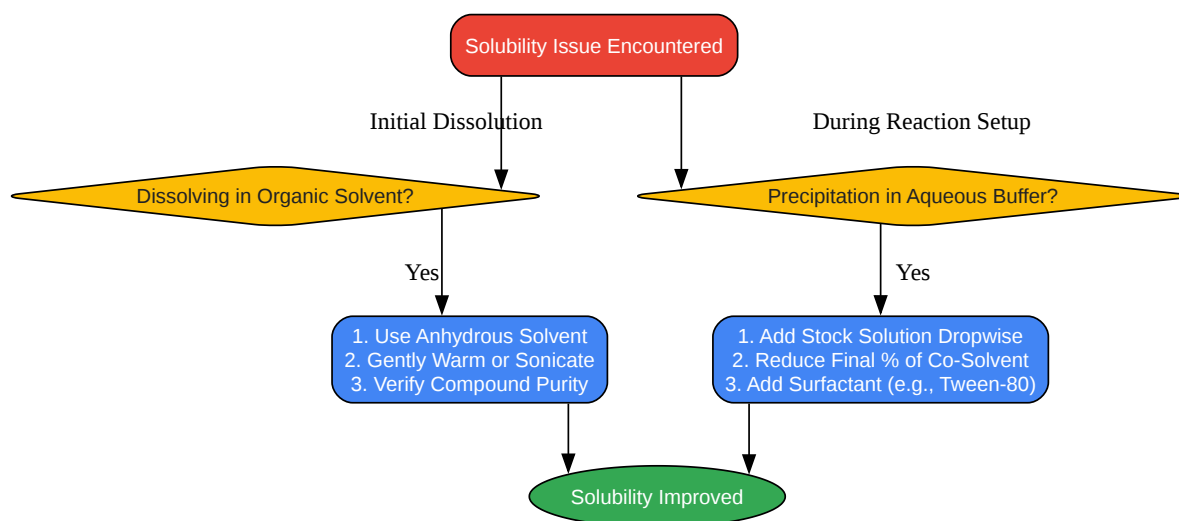 Solubility Issue Encountered
Initial Dissolution
During Reaction Setup
Dissolving in Organic Solvent?
Precipitation in Aqueous Buffer?
Yes
Yes
1. Use Anhydrous Solvent
2. Gently Warm or Sonicate
3. Verify Compound Purity
1. Add Stock Solution Dropwise
2. Reduce Final % of Co-Solvent
3. Add Surfactant (e.g., Tween-80)
Solubility Improved